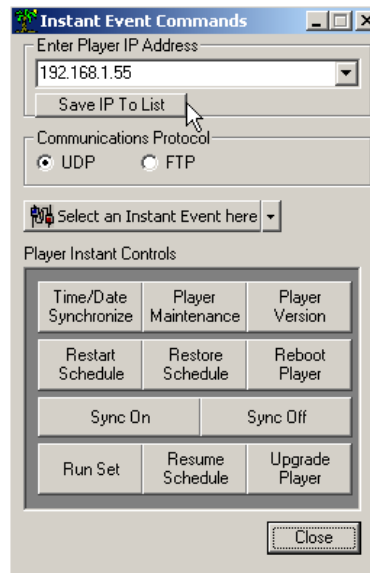 Instant Event Commands
Enter Player IP Address
192.168.1.55
Save IP To List
Communications Protocol
UDP FTP
Select an Instant Event here
Player Instant Controls
Time/Date Player Player
Synchronize Maintenance Version
Restart Restore Reboot
Schedule Schedule Player
Sync On Sync Off
Run Set Resume Upgrade
Schedule Player
Close